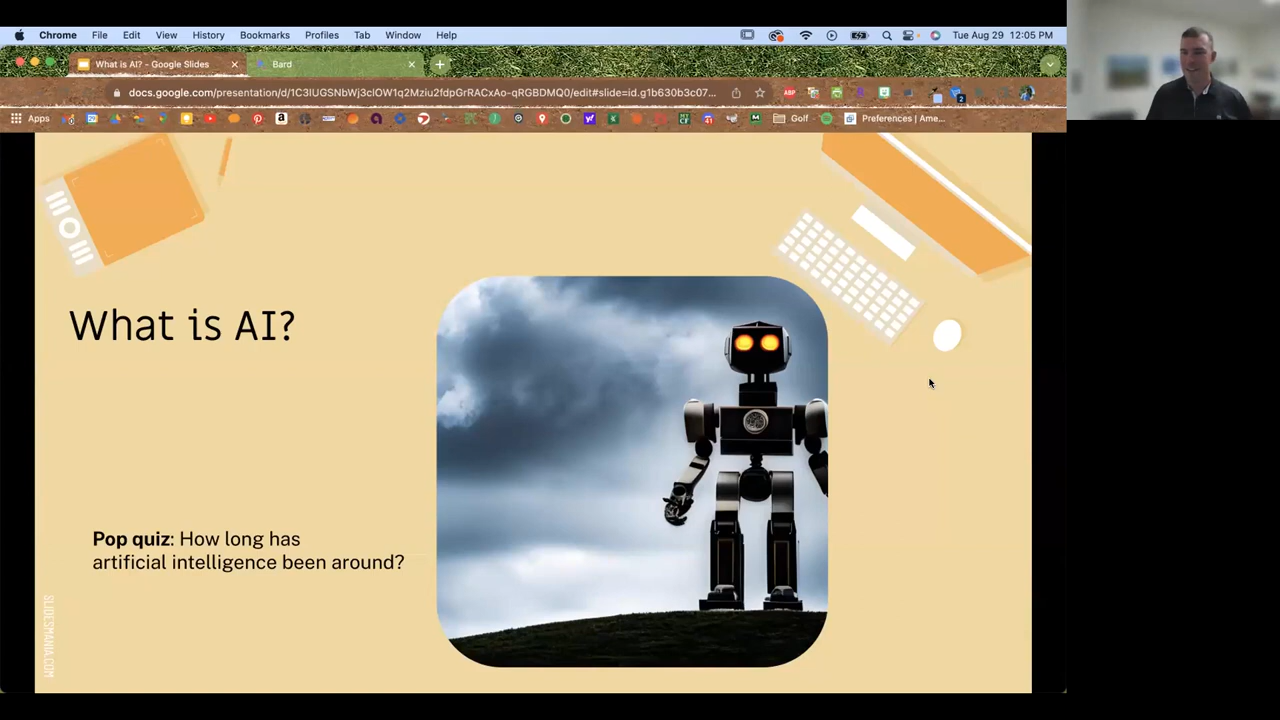 Chrome File Edit View History Bookmarks Profiles Tab Window Help Tue Aug 29 12:05 PM
What is AI? - Google Slides Bard
docs.google.com/presentation/d/1C3IUGSNbWj3clOW1q2Mziu2fdpGrRACxAo-qRGBDMQ0/edit#slide=id.g1b630b3c07...
Apps Golf Preferences | Ame...
What is AI?
Pop quiz: How long has
artificial intelligence been around?
SLIDESMANIA.COM